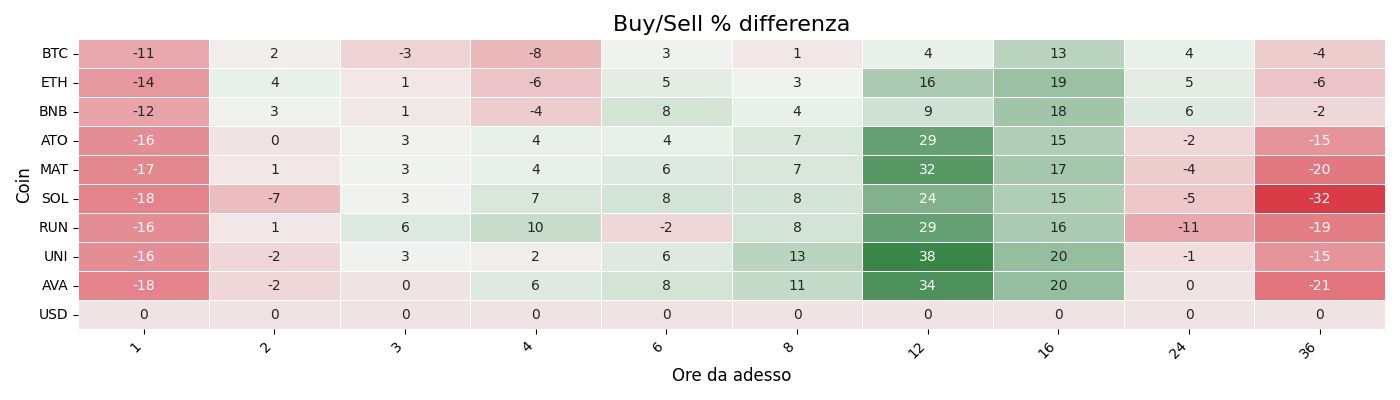 Buy/Sell % differenza
Coin
BTC -11 2 -3 -8 3 1 4 13 4 -4
ETH -14 4 1 -6 5 3 16 19 5 -6
BNB -12 3 1 -4 8 4 9 18 6 -2
ATO -16 0 3 4 4 7 29 15 -2 -15
MAT -17 1 3 4 6 7 32 17 -4 -20
SOL -18 -7 3 7 8 8 24 15 -5 -32
RUN -16 1 6 10 -2 8 29 16 -11 -19
UNI -16 -2 3 2 6 13 38 20 -1 -15
AVA -18 -2 0 6 8 11 34 20 0 -21
USD 0 0 0 0 0 0 0 0 0 0
1 2 3 4 6 8 12 16 24 36
Ore da adesso